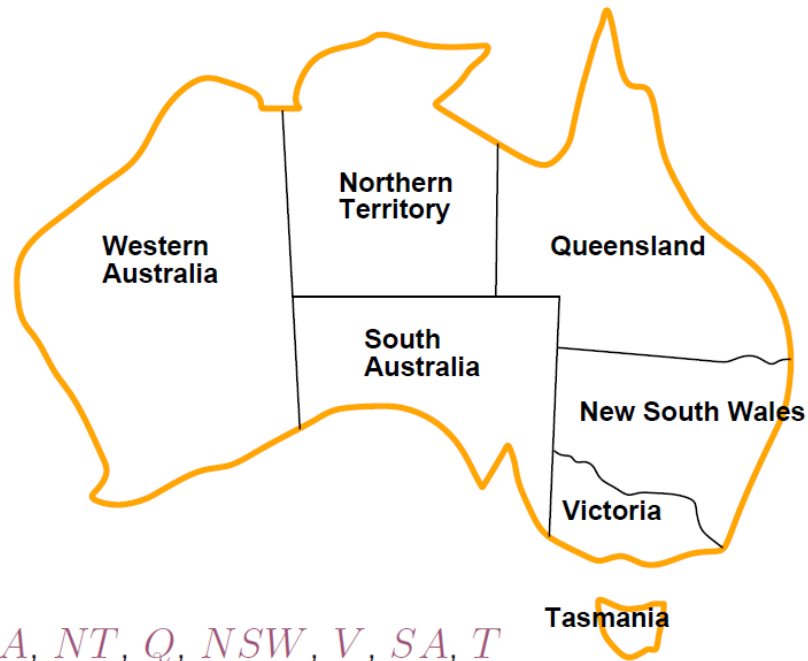 Northern
Territory
Western
Australia
Queensland
South
Australia
New South Wales
Victoria
Tasmania
A, NT, Q, NSW, V, SA, T